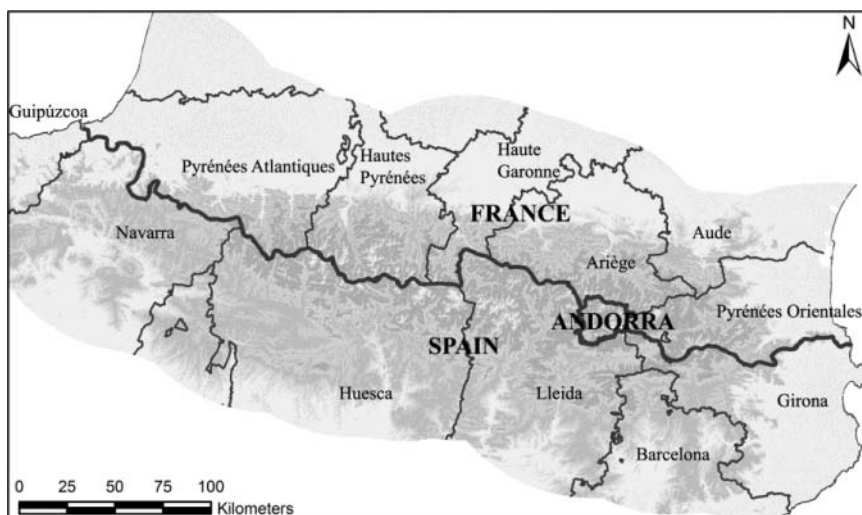 N
Guipúzcoa
Pyrénées Atlantiques
Hautes
Pyrénées
Haute
Garonne
FRANCE
Navarra
Aude
Ariège
Pyrénées Orientales
ANDORRA
SPAIN
Huesca
Lleida
Girona
Barcelona
0 25 50 75 100
Kilometers